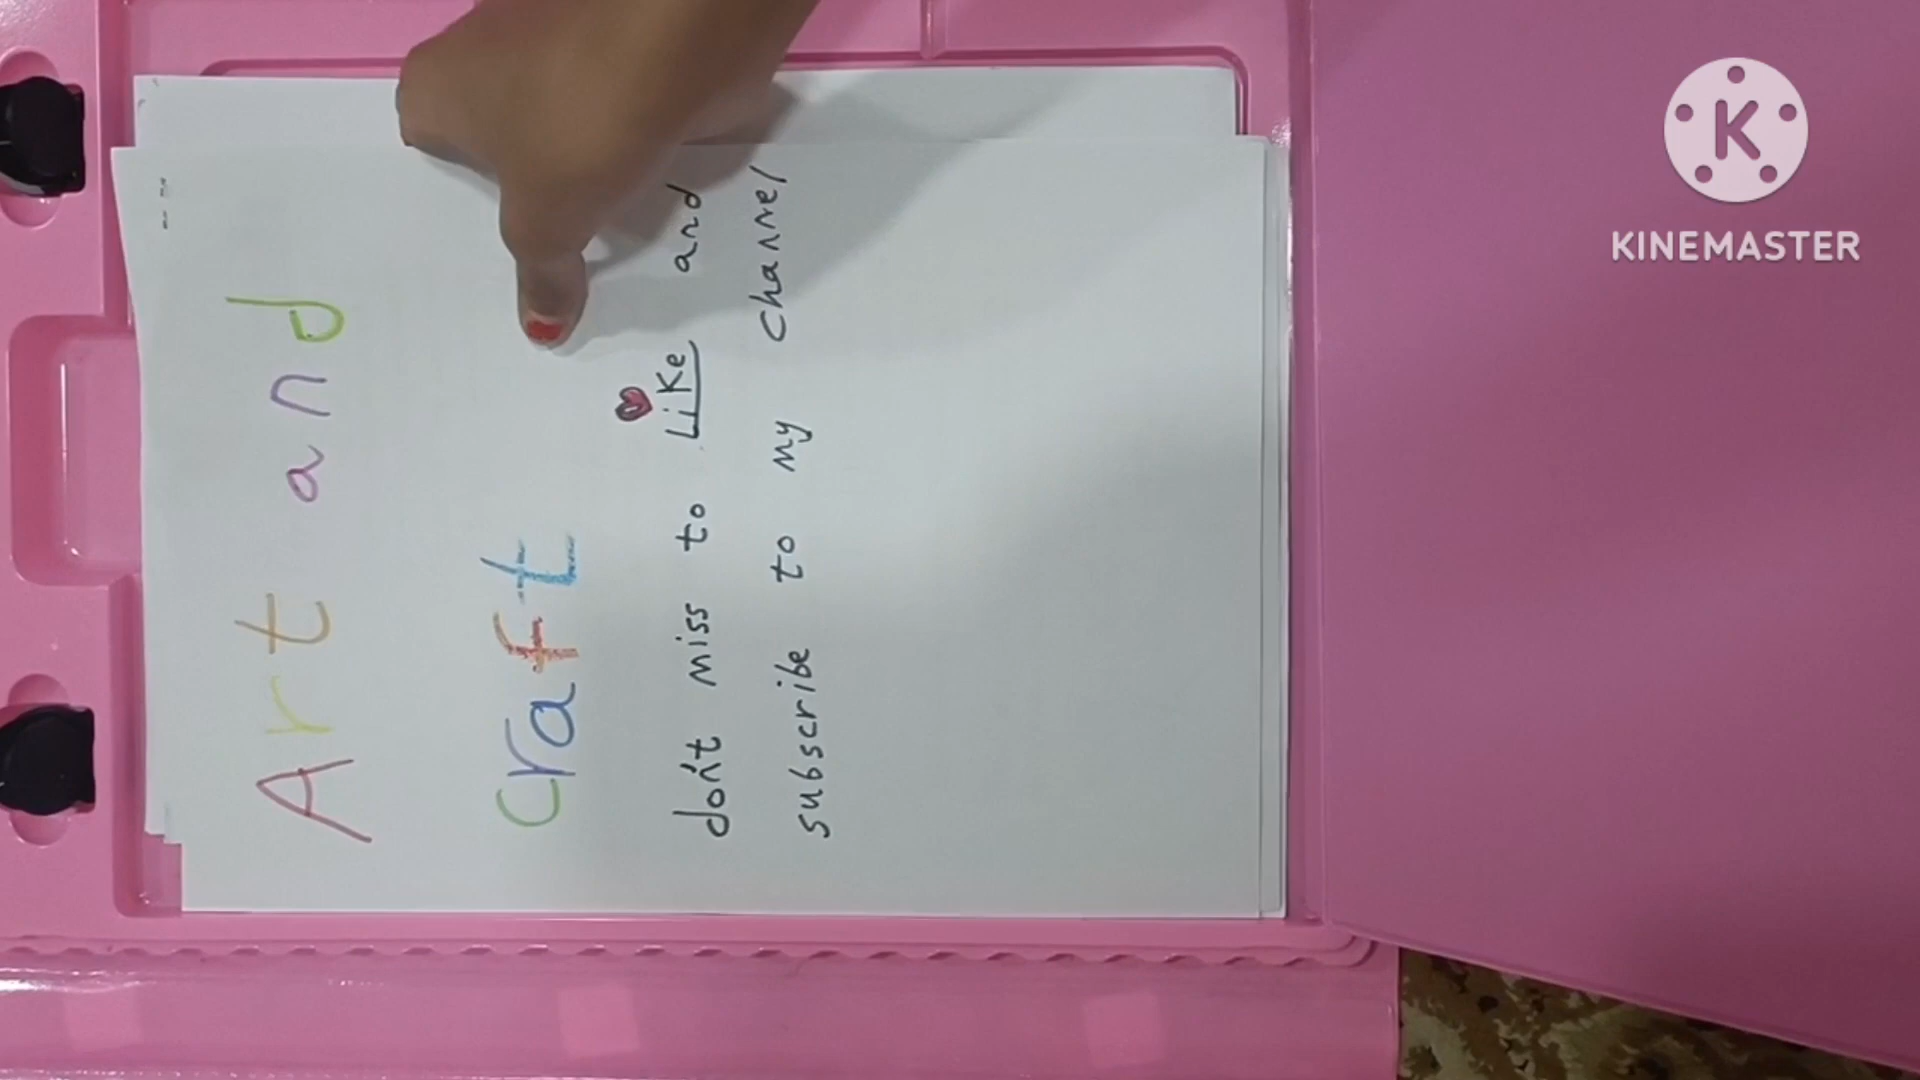 Art and
Craft
don't miss to Like and
subscribe to my channel
K
KINEMASTER